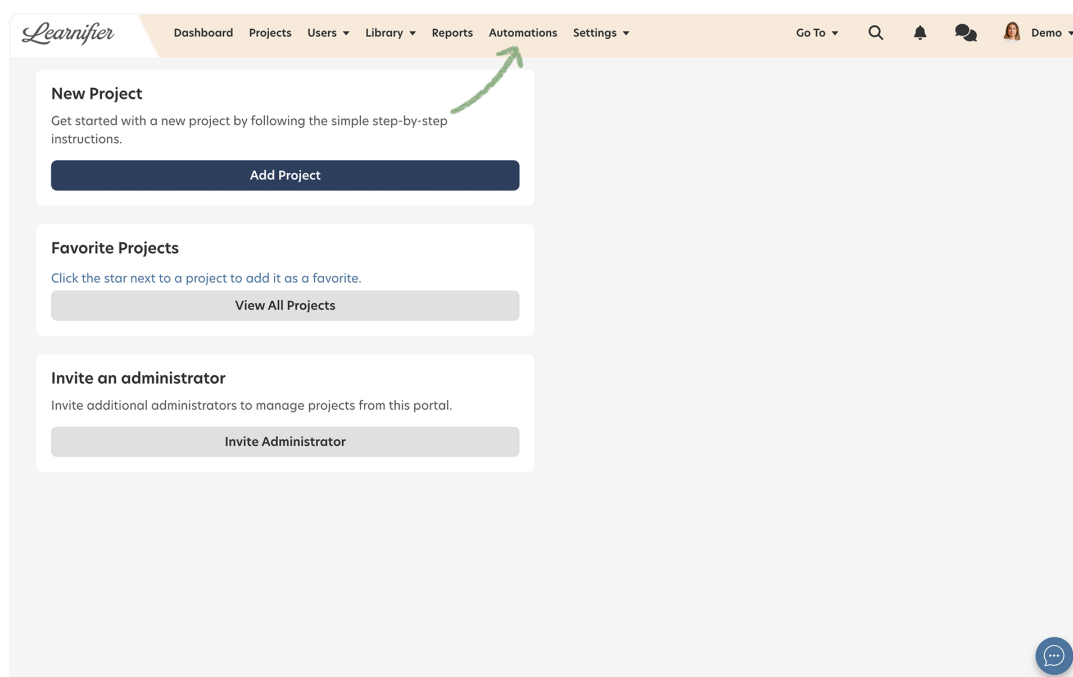 Learnifier Dashboard Projects Users Library Reports Automations Settings Go To Demo
New Project
Get started with a new project by following the simple step-by-step
instructions.
Add Project
Favorite Projects
Click the star next to a project to add it as a favorite.
View All Projects
Invite an administrator
Invite additional administrators to manage projects from this portal.
Invite Administrator